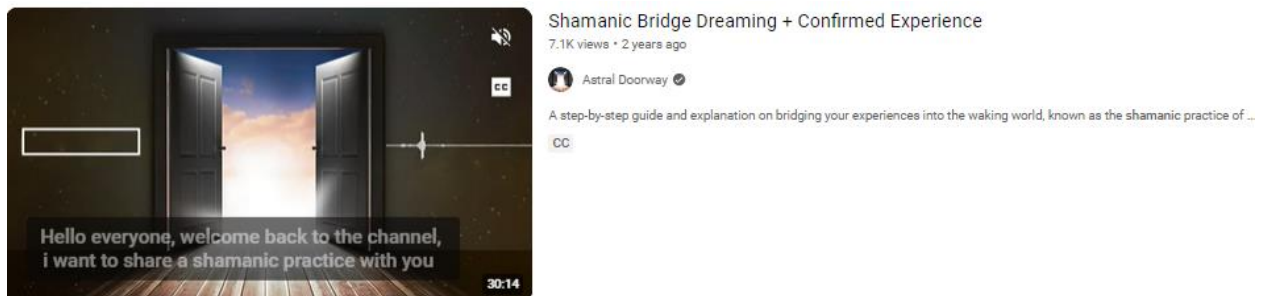 Shamanic Bridge Dreaming + Confirmed Experience
7.1K views • 2 years ago
Astral Doorway
A step-by-step guide and explanation on bridging your experiences into the waking world, known as the shamanic practice of ...
CC
CC
Hello everyone, welcome back to the channel,
i want to share a shamanic practice with you
30:14